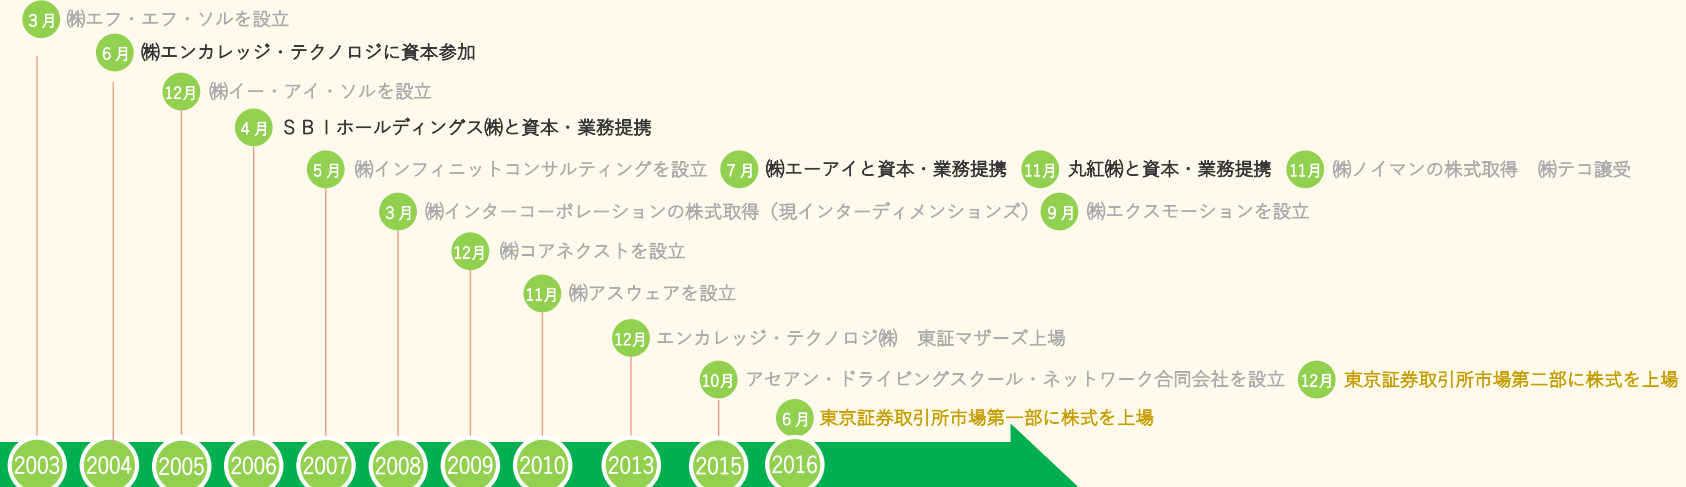 3月 ㈱エフ・エフ・ソルを設立
6月 ㈱エンカレッジ・テクノロジに資本参加
12月 ㈱イー・アイ・ソルを設立
4月 ＳＢＩホールディングス㈱と資本・業務提携
5月 ㈱インフィニットコンサルティングを設立 7月 ㈱エーアイと資本・業務提携 11月 丸紅㈱と資本・業務提携 11月 ㈱ノイマンの株式取得　㈱テコ譲受
3月 ㈱インターコーポレーションの株式取得（現インターディメンションズ） 9月 ㈱エクスモーションを設立
12月 ㈱コアネクストを設立
11月 ㈱アスウェアを設立
12月 エンカレッジ・テクノロジ㈱　東証マザーズ上場
10月 アセアン・ドライビングスクール・ネットワーク合同会社を設立 12月 東京証券取引所市場第二部に株式を上場
6月 東京証券取引所市場第一部に株式を上場
2003 2004 2005 2006 2007 2008 2009 2010 2013 2015 2016